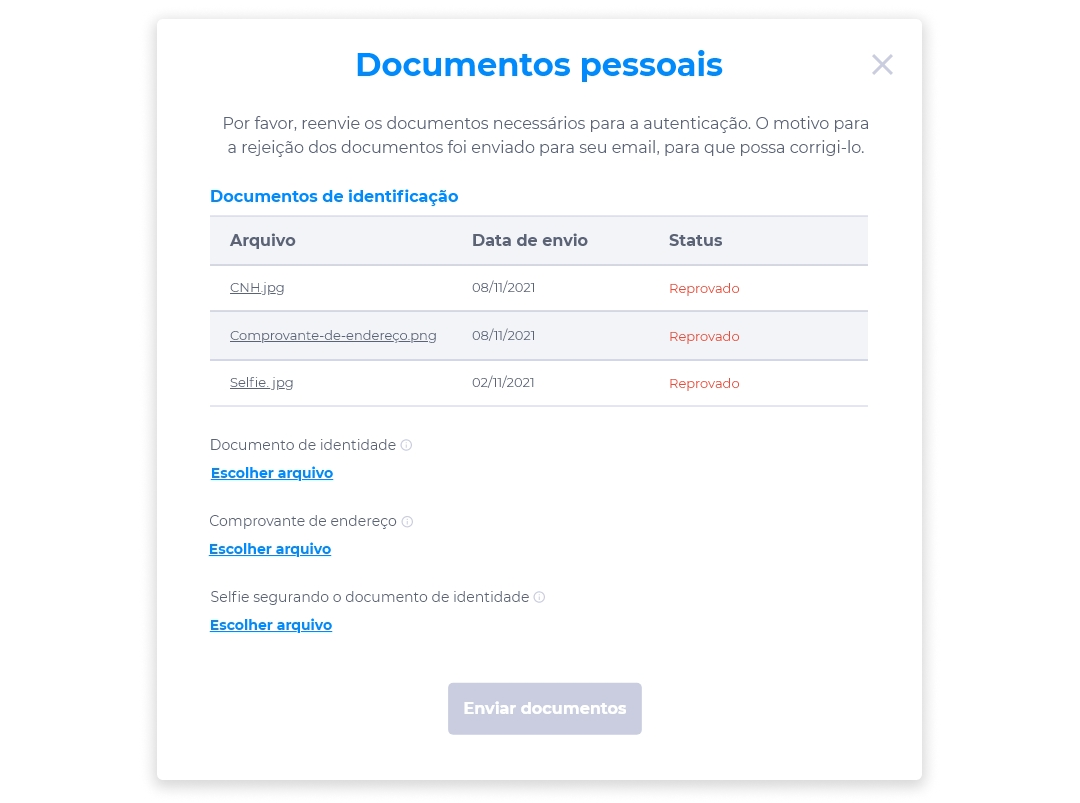 Documentos pessoais
Por favor, reenvie os documentos necessários para a autenticação. O motivo para
a rejeição dos documentos foi enviado para seu email, para que possa corrigi-lo.
Documentos de identificação
Arquivo Data de envio Status
CNH.jpg 08/11/2021 Reprovado
Comprovante-de-endereço.png 08/11/2021 Reprovado
Selfie. jpg 02/11/2021 Reprovado
Documento de identidade
Escolher arquivo
Comprovante de endereço
Escolher arquivo
Selfie segurando o documento de identidade
Escolher arquivo
Enviar documentos